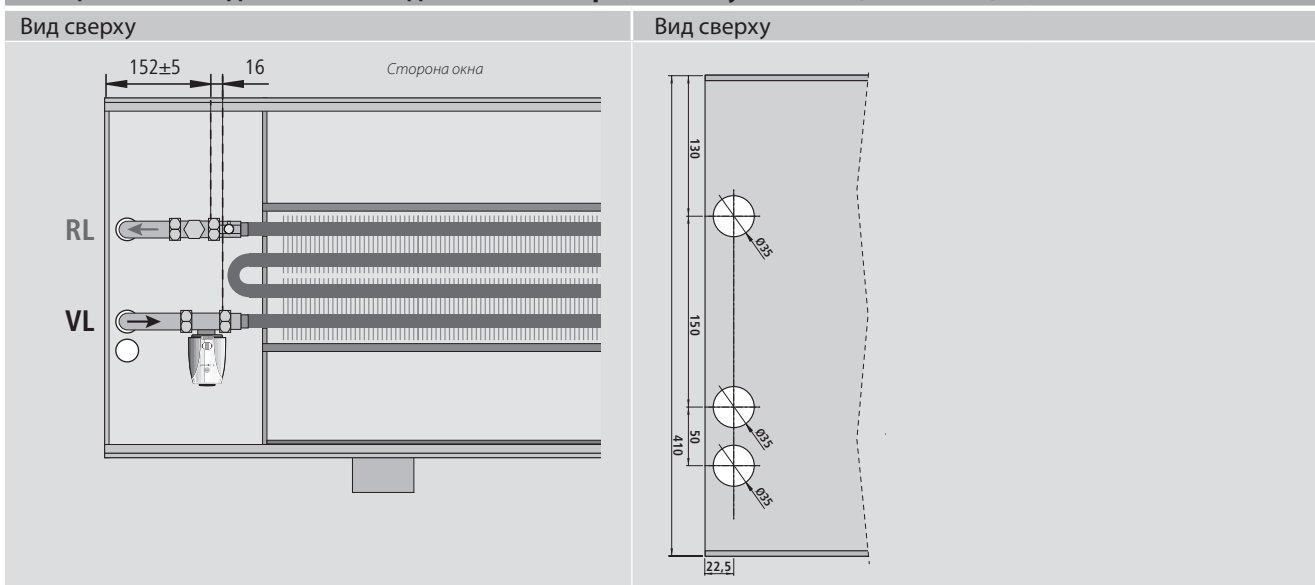 Вид сверху
Вид сверху
152±5
16
Сторона окна
RL
VL
130
Ø35
150
Ø35
50
410
Ø35
22,5